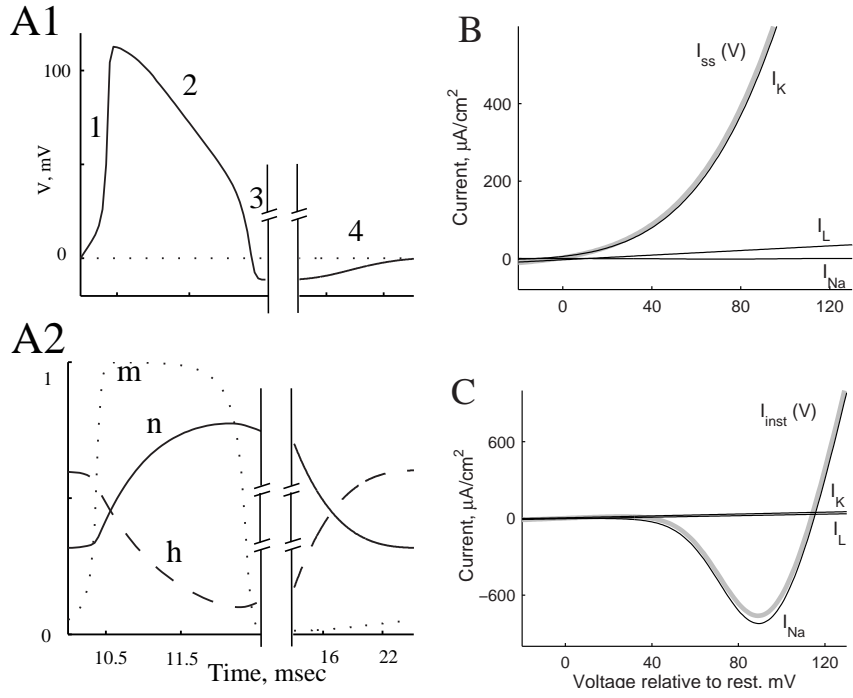 A1
V, mV
100
0
1
2
3
4
A2
1
0
m
n
h
10.5
11.5
16
22
Time, msec
B
Current, μA/cm²
400
200
0
0
40
80
120
I_ss (V)
I_K
I_L
I_Na
C
Current, μA/cm²
600
0
−600
0
40
80
120
I_inst (V)
I_K
I_L
I_Na
Voltage relative to rest, mV